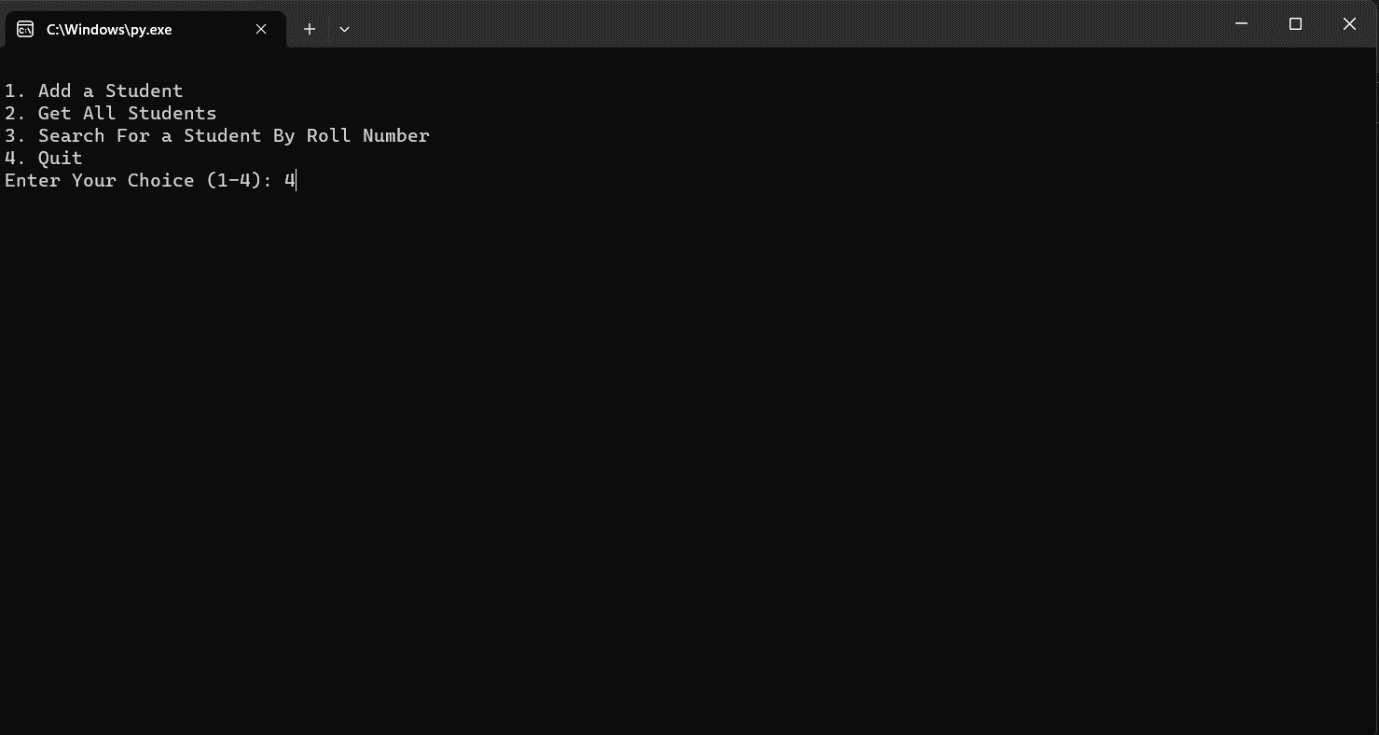 C:\Windows\py.exe
1. Add a Student
2. Get All Students
3. Search For a Student By Roll Number
4. Quit
Enter Your Choice (1-4): 4